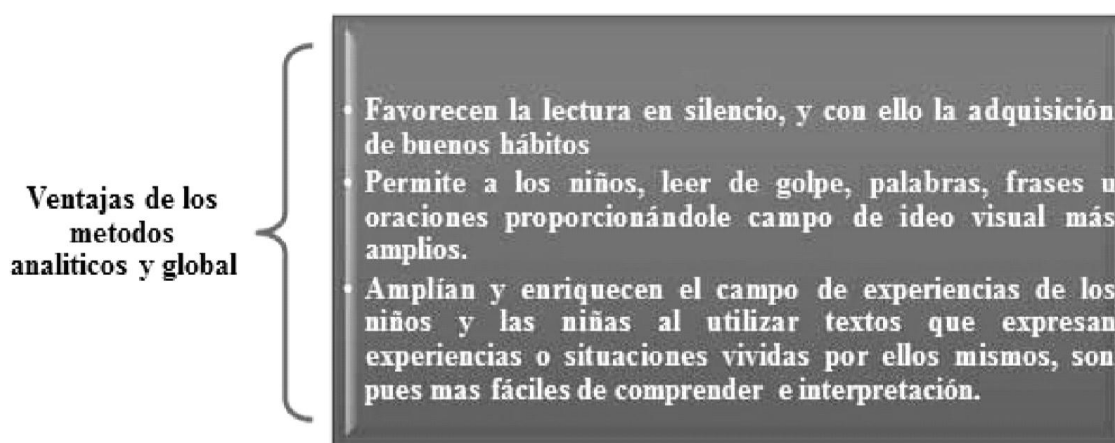 Ventajas de los
metodos
analiticos y global
• Favorecen la lectura en silencio, y con ello la adquisición
de buenos hábitos
• Permite a los niños, leer de golpe, palabras, frases u
oraciones proporcionándole campo de ideo visual más
amplios.
• Amplían y enriquecen el campo de experiencias de los
niños y las niñas al utilizar textos que expresan
experiencias o situaciones vividas por ellos mismos, son
pues mas fáciles de comprender e interpretación.